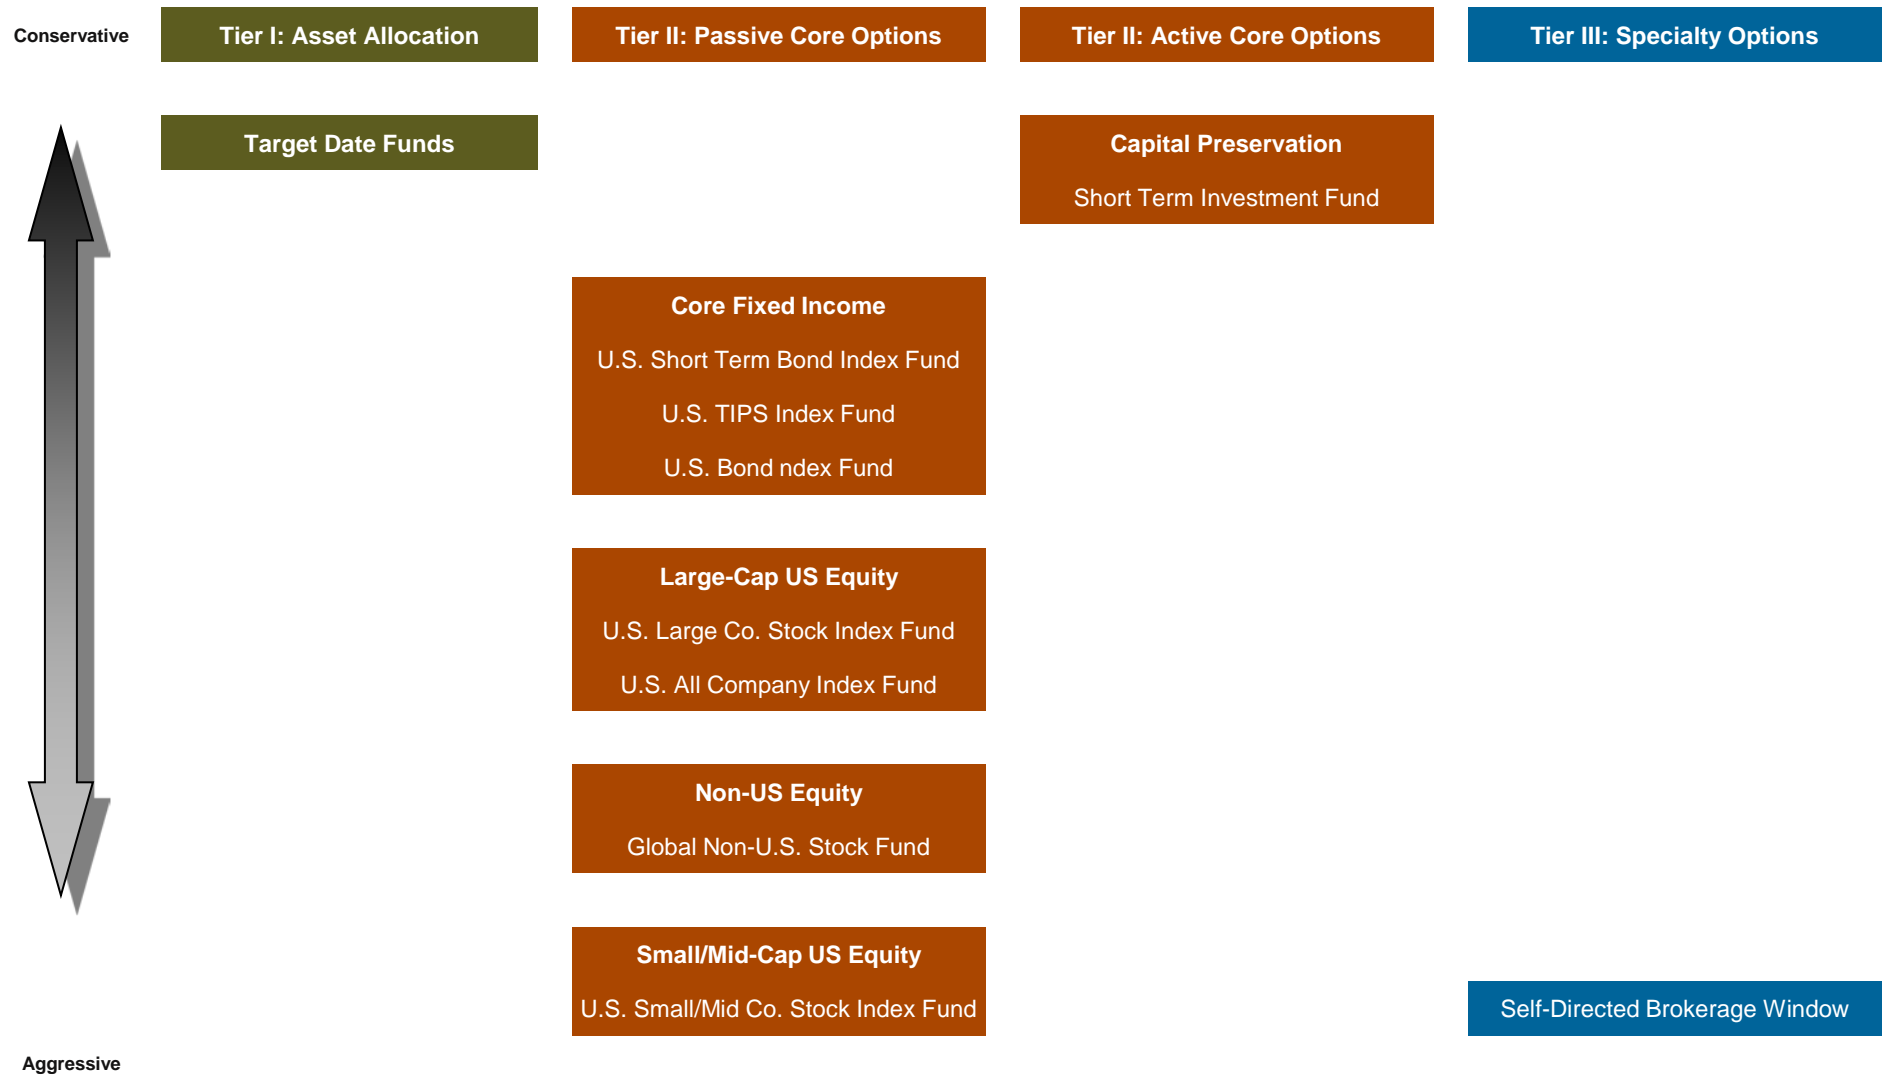 Conservative
Tier I: Asset Allocation
Tier II: Passive Core Options
Tier II: Active Core Options
Tier III: Specialty Options
Target Date Funds
Capital Preservation
Short Term Investment Fund
Core Fixed Income
U.S. Short Term Bond Index Fund
U.S. TIPS Index Fund
U.S. Bond ndex Fund
Large-Cap US Equity
U.S. Large Co. Stock Index Fund
U.S. All Company Index Fund
Non-US Equity
Global Non-U.S. Stock Fund
Small/Mid-Cap US Equity
U.S. Small/Mid Co. Stock Index Fund
Self-Directed Brokerage Window
Aggressive